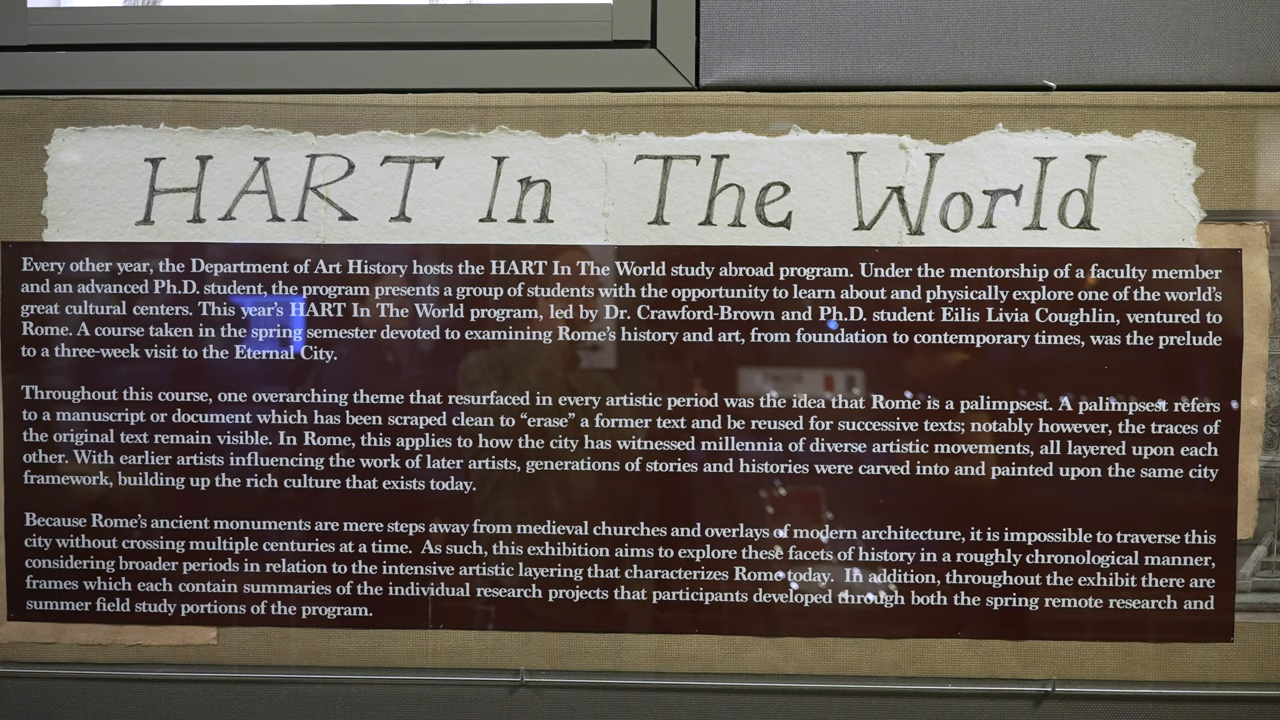 HART In The World
Every other year, the Department of Art History hosts the HART In The World study abroad program. Under the mentorship of a faculty member
and an advanced Ph.D. student, the program presents a group of students with the opportunity to learn about and physically explore one of the world's
great cultural centers. This year's HART In The World program, led by Dr. Crawford-Brown and Ph.D. student Eilis Livia Coughlin, ventured to
Rome. A course taken in the spring semester devoted to examining Rome's history and art, from foundation to contemporary times, was the prelude
to a three-week visit to the Eternal City.
Throughout this course, one overarching theme that resurfaced in every artistic period was the idea that Rome is a palimpsest. A palimpsest refers
to a manuscript or document which has been scraped clean to “erase” a former text and be reused for successive texts; notably however, the traces of
the original text remain visible. In Rome, this applies to how the city has witnessed millennia of diverse artistic movements, all layered upon each
other. With earlier artists influencing the work of later artists, generations of stories and histories were carved into and painted upon the same city
framework, building up the rich culture that exists today.
Because Rome's ancient monuments are mere steps away from medieval churches and overlays of modern architecture, it is impossible to traverse this
city without crossing multiple centuries at a time. As such, this exhibition aims to explore these facets of history in a roughly chronological manner,
considering broader periods in relation to the intensive artistic layering that characterizes Rome today. In addition, throughout the exhibit there are
frames which each contain summaries of the individual research projects that participants developed through both the spring remote research and
summer field study portions of the program.